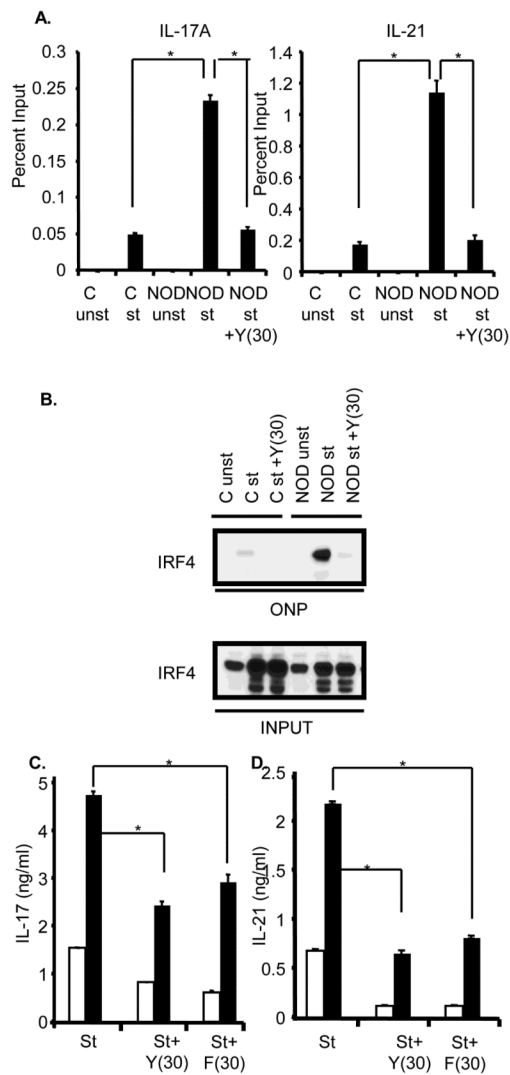 A.
IL-17A
IL-21
* *
* *
Percent Input
0.3
0.25
0.2
0.15
0.1
0.05
0
C unst
C st
NOD unst
NOD st
NOD st +Y(30)
Percent Input
1.4
1.2
1.0
0.8
0.6
0.4
0.2
0
C unst
C st
NOD unst
NOD st
NOD st +Y(30)
B.
C unst
C st
C st +Y(30)
NOD unst
NOD st
NOD st +Y(30)
IRF4
ONP
IRF4
INPUT
C.
*
*
IL-17 (ng/ml)
5
4
3
2
1
0
St
St+ Y(30)
St+ F(30)
D.
*
*
IL-21 (ng/ml)
2.5
2
1.5
1
0.5
0
St
St+ Y(30)
St+ F(30)